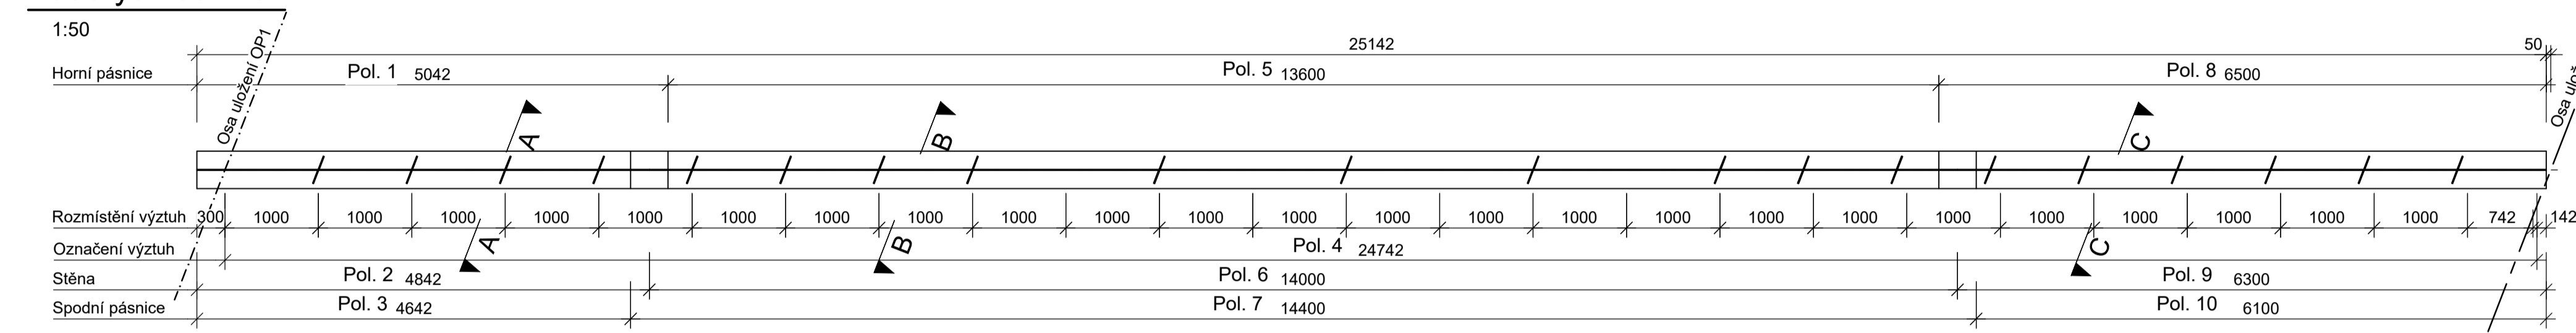 1:50
Osa uložení OP1
25142
50
Horní pásnice
Pol. 1 5042
Pol. 5 13600
Pol. 8 6500
A
B
C
Rozmístění výztuh 300 1000 1000 1000 1000 1000 1000 1000 1000 1000 1000 1000 1000 1000 1000 1000 1000 1000 1000 1000 1000 1000 1000 1000 1000 742 142
A
B
C
Označení výztuh
Pol. 4 24742
Stěna
Pol. 2 4842
Pol. 6 14000
Pol. 9 6300
Spodní pásnice
Pol. 3 4642
Pol. 7 14400
Pol. 10 6100
Osa